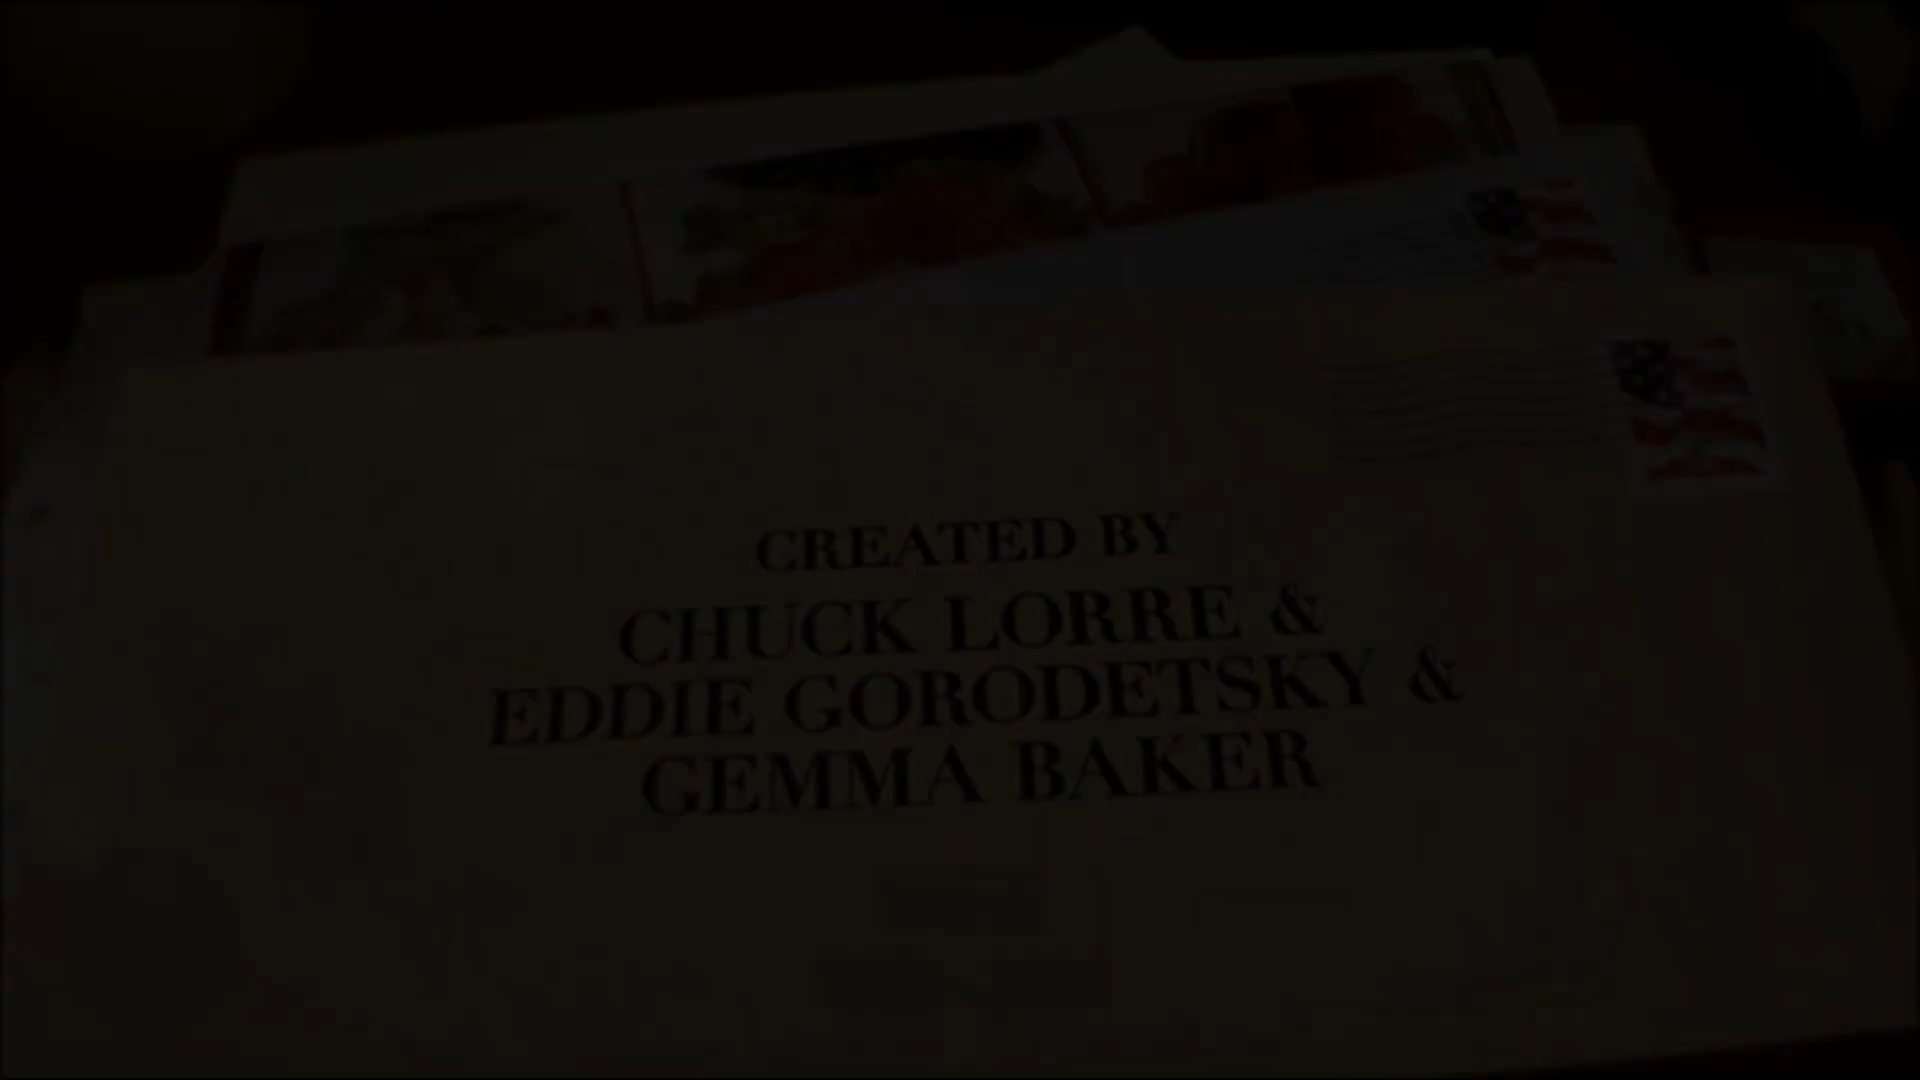 CREATED BY
CHUCK LORRE &
EDDIE GORODETSKY &
GEMMA BAKER